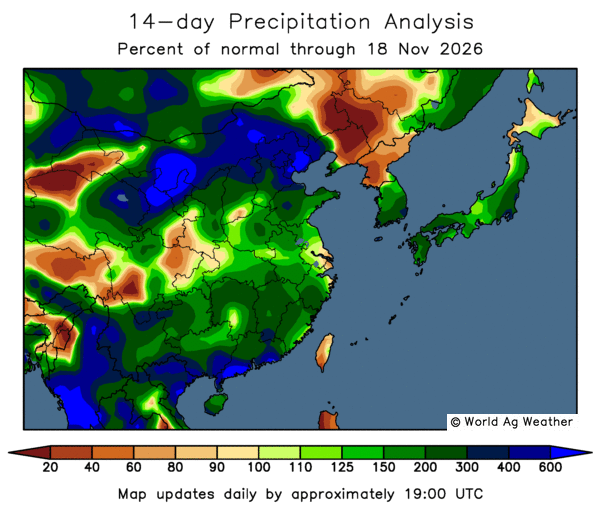 14-day Precipitation Analysis
Percent of normal through 18 Nov 2026
© World Ag Weather
20 40 60 80 90 100 110 125 150 200 300 400 600
Map updates daily by approximately 19:00 UTC